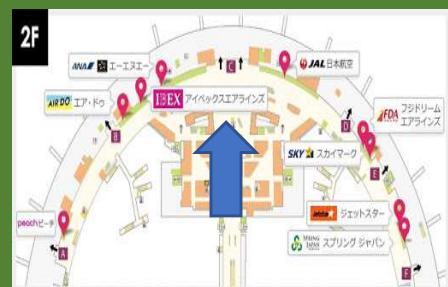 2F
ANA エーエヌエー
C
JAL 日本航空
AIR DO エア・ドゥ
IBEX アイベックスエアラインズ
B
D
FDA フジドリーム
エアラインズ
SKY スカイマーク
E
peach ピーチ
Jetstar ジェットスター
A
SPRING JAPAN スプリング ジャパン
F